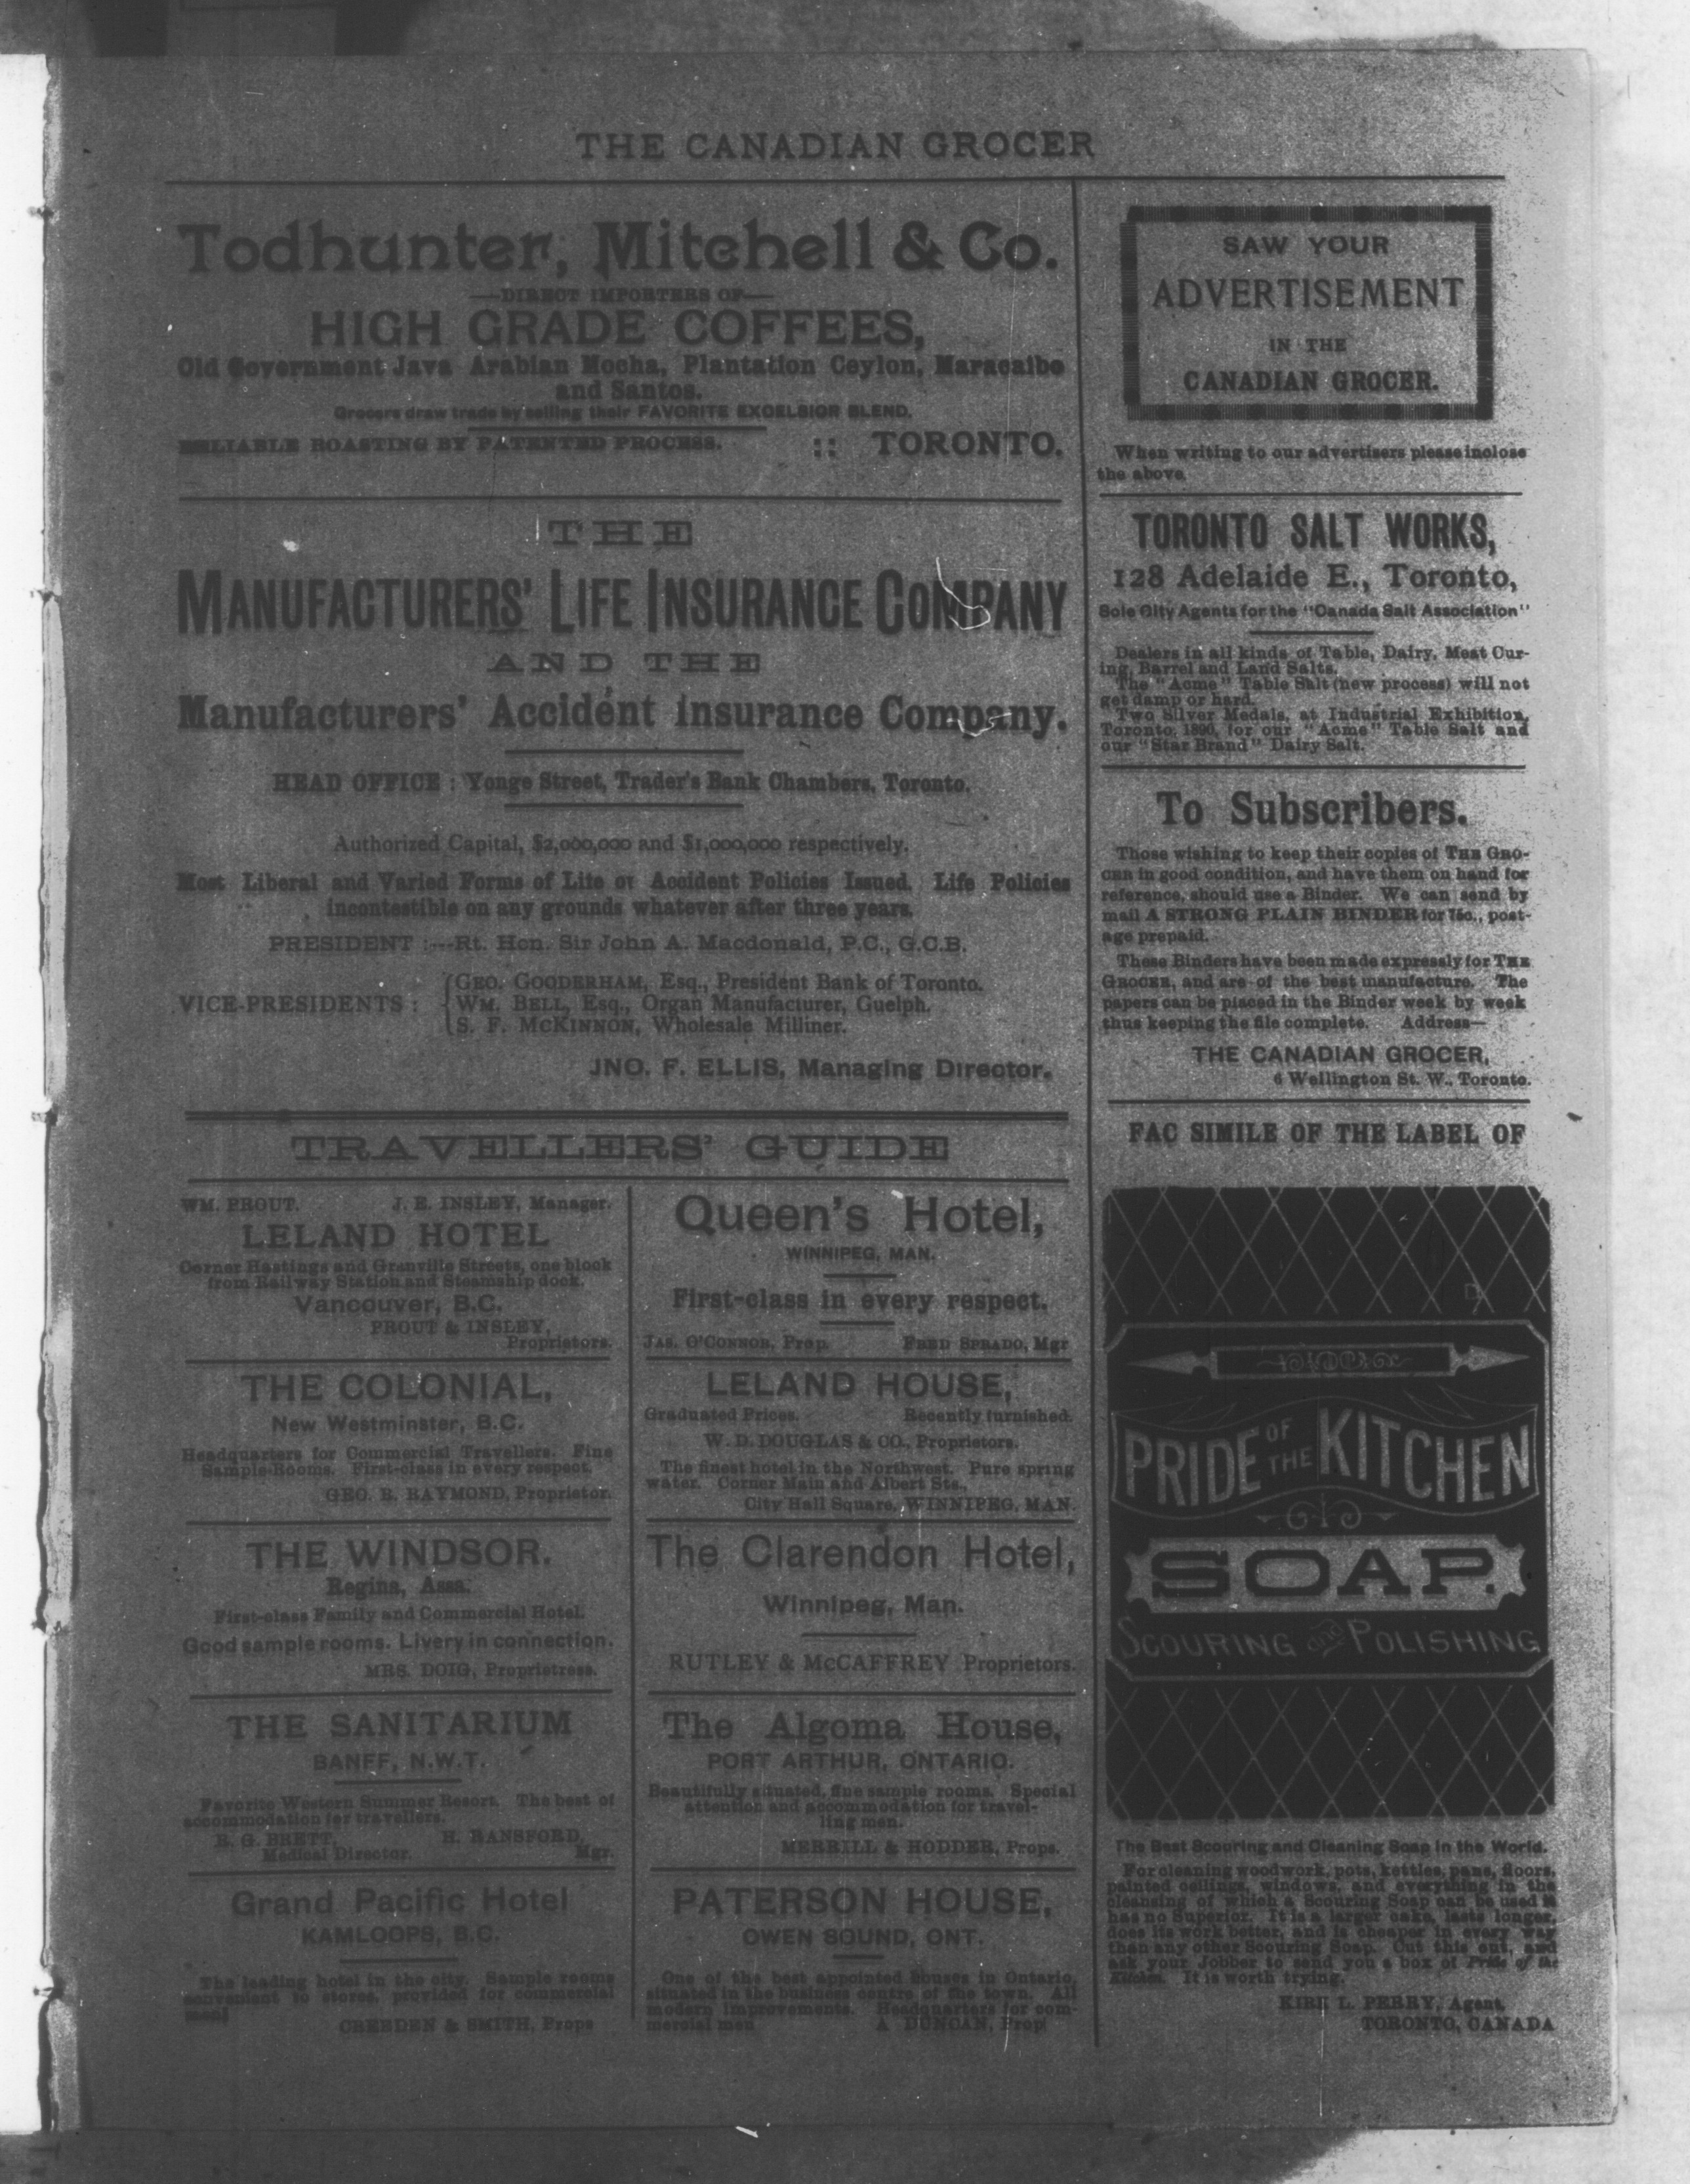 THE CANADIAN GROCER
Todhunter, Mitchell & Co.
—DIRECT IMPORTERS OF—
HIGH GRADE COFFEES,
Old Government Java Arabian Mocha, Plantation Ceylon, Maracaibo
and Santos.
Grocers draw trade by selling their FAVORITE EXCELSIOR BLEND.
RELIABLE ROASTING BY PATENTED PROCESS. :: TORONTO.
THE
MANUFACTURERS' LIFE INSURANCE COMPANY
AND THE
Manufacturers' Accident Insurance Company.
HEAD OFFICE : Yonge Street, Trader's Bank Chambers, Toronto.
Authorized Capital, $2,000,000 and $1,000,000 respectively.
Most Liberal and Varied Forms of Life or Accident Policies Issued. Life Policies
incontestible on any grounds whatever after three years.
PRESIDENT :---Rt. Hon. Sir John A. Macdonald, P.C., G.C.B.
VICE-PRESIDENTS :
GEO. GOODERHAM, Esq., President Bank of Toronto.
WM. BELL, Esq., Organ Manufacturer, Guelph.
S. F. MCKINNON, Wholesale Milliner.
JNO. F. ELLIS, Managing Director.
TRAVELLERS' GUIDE
WM. PROUT. J. E. INSLEY, Manager.
LELAND HOTEL
Corner Hastings and Granville Streets, one block
from Railway Station and Steamship dock.
Vancouver, B.C.
PROUT & INSLEY,
Proprietors.
THE COLONIAL,
New Westminster, B.C.
Headquarters for Commercial Travellers. Fine
Sample Rooms. First-class in every respect.
GEO. R. RAYMOND, Proprietor.
THE WINDSOR.
Regina, Assa.
First-class Family and Commercial Hotel.
Good sample rooms. Livery in connection.
MRS. DOIG, Proprietress.
THE SANITARIUM
BANFF, N.W.T.
Favorite Western Summer Resort. The best of
accommodation for travellers.
R. G. BRETT, H. RANSFORD,
Medical Director. Mgr.
Grand Pacific Hotel
KAMLOOPS, B.C.
The leading hotel in the city. Sample rooms
convenient to stores, provided for commercial
men
& SMITH, Props
Queen's Hotel,
WINNIPEG, MAN.
First-class in every respect.
JAS. O'CONNOR, Prop. FRED SPRADO, Mgr
LELAND HOUSE,
Graduated Prices. Recently furnished.
W. D. DOUGLAS & CO., Proprietors.
The finest hotel in the Northwest. Pure spring
water. Corner Main and Albert Sts.,
City Hall Square, WINNIPEG, MAN.
The Clarendon Hotel,
Winnipeg, Man.
RUTLEY & McCAFFREY Proprietors.
The Algoma House,
PORT ARTHUR, ONTARIO.
Beautifully situated, fine sample rooms. Special
attention and accommodation for travel-
ling men.
MERRILL & HODDER, Props.
PATERSON HOUSE,
OWEN SOUND, ONT.
One of the best appointed houses in Ontario,
situated in the business centre of the town. All
modern improvements. Headquarters for com-
mercial men A DUNCAN, Prop
SAW YOUR
ADVERTISEMENT
IN THE
CANADIAN GROCER.
When writing to our advertisers please inclose
the above.
TORONTO SALT WORKS,
128 Adelaide E., Toronto,
Sole City Agents for the "Canada Salt Association"
Dealers in all kinds of Table, Dairy, Meat Cur-
ing, Barrel and Land Salts.
The "Acme" Table Salt (new process) will not
get damp or hard.
Two Silver Medals, at Industrial Exhibition,
Toronto, 1890, for our "Acme" Table Salt and
our "Star Brand" Dairy Salt.
To Subscribers.
Those wishing to keep their copies of THE GRO-
CER in good condition, and have them on hand for
reference, should use a Binder. We can send by
mail A STRONG PLAIN BINDER for 75c., post-
age prepaid.
These Binders have been made expressly for THE
GROCER, and are of the best manufacture. The
papers can be placed in the Binder week by week
thus keeping the file complete. Address—
THE CANADIAN GROCER,
6 Wellington St. W., Toronto.
FAC SIMILE OF THE LABEL OF
PRIDE OF THE KITCHEN
SOAP.
SCOURING and POLISHING
The Best Scouring and Cleaning Soap in the World.
For cleaning woodwork, pots, kettles, pans, floors,
painted ceilings, windows, and everything in the
cleansing of which a Scouring Soap can be used it
has no Superior. It is a larger cake, lasts longer,
does its work better, and is cheaper in every way
than any other Scouring Soap. Cut this out, and
ask your Jobber to send you a box of Pride of the
Kitchen. It is worth trying.
L. PERRY, Agent,
TORONTO, CANADA